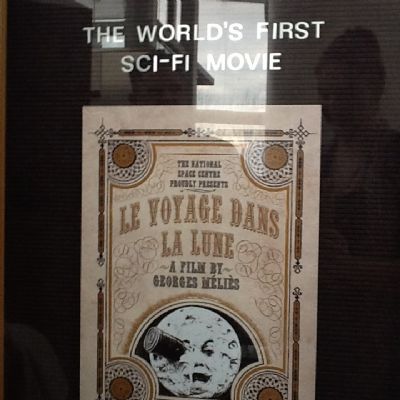 THE WORLD'S FIRST
SCI-FI MOVIE
THE NATIONAL
SPACE CENTRE
PROUDLY PRESENTS
LE VOYAGE DANS
LA LUNE
A FILM BY
GEORGES MÉLIÈS